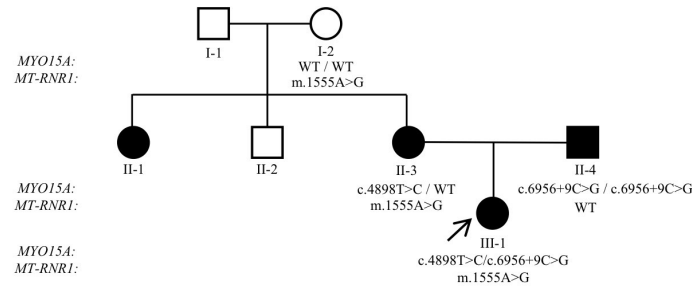 I-1
I-2
MYO15A:
WT / WT
MT-RNR1:
m.1555A>G
II-1
II-2
II-3
II-4
MYO15A:
c.4898T>C / WT
c.6956+9C>G / c.6956+9C>G
MT-RNR1:
m.1555A>G
WT
III-1
MYO15A:
c.4898T>C/c.6956+9C>G
MT-RNR1:
m.1555A>G